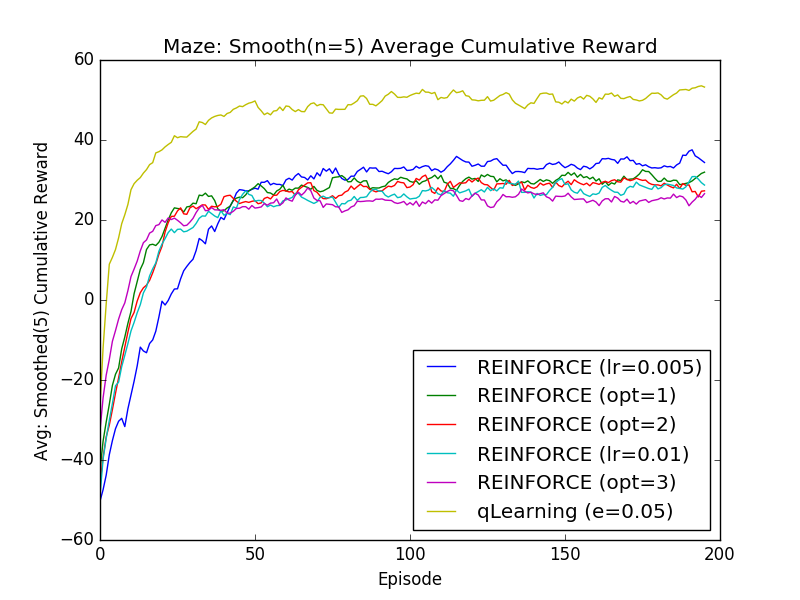 Maze: Smooth(n=5) Average Cumulative Reward
Avg: Smoothed(5) Cumulative Reward
60
40
20
0
−20
−40
−60
0
50
100
150
200
Episode
REINFORCE (lr=0.005)
REINFORCE (opt=1)
REINFORCE (opt=2)
REINFORCE (lr=0.01)
REINFORCE (opt=3)
qLearning (e=0.05)